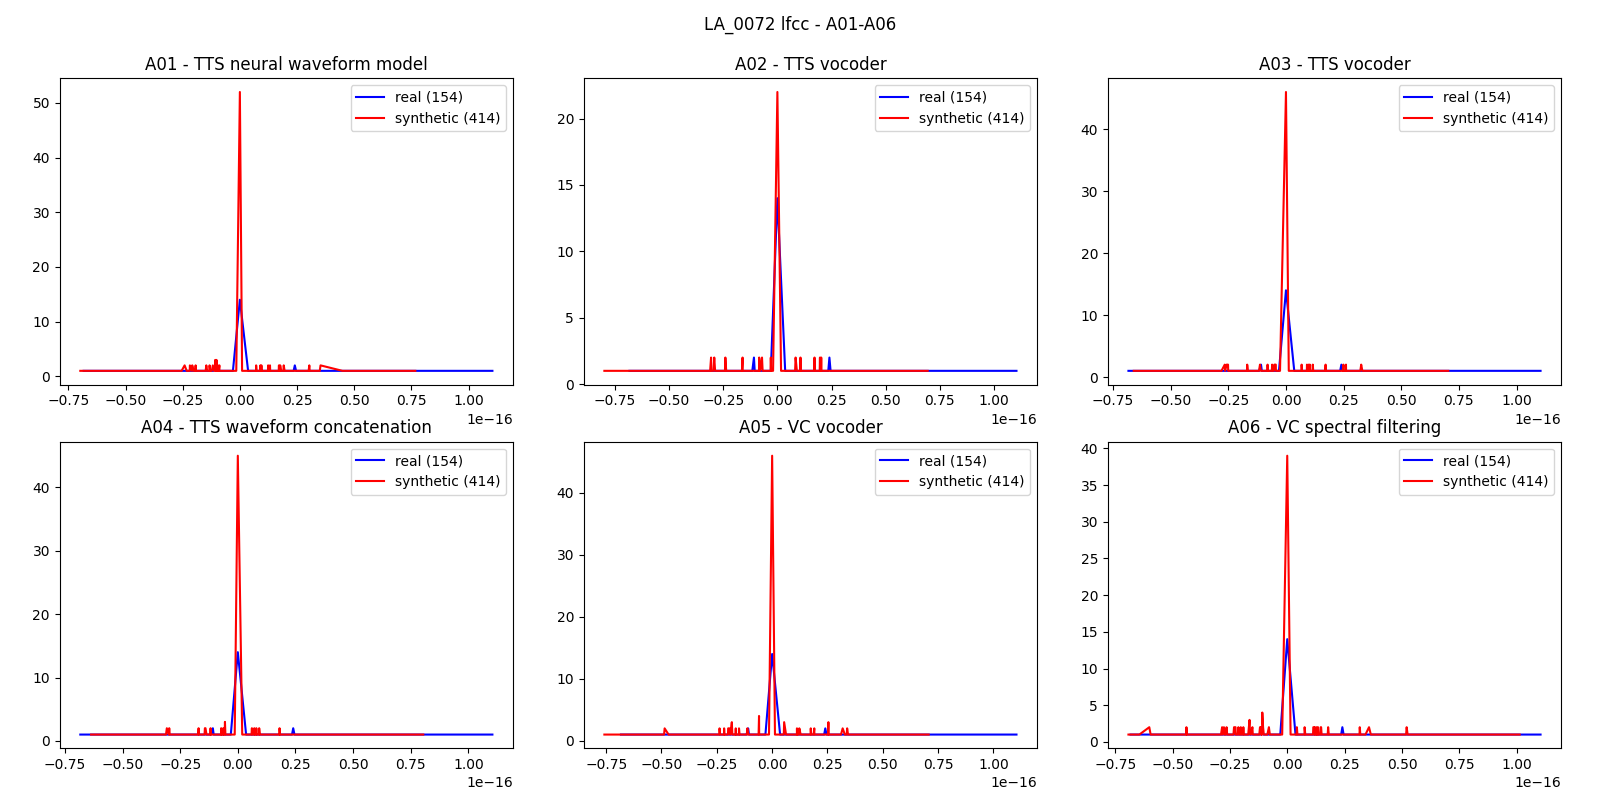 LA_0072 lfcc - A01-A06
A01 - TTS neural waveform model
real (154)
synthetic (414)
50
40
30
20
10
0
−0.75 −0.50 −0.25 0.00 0.25 0.50 0.75 1.00
1e−16
A02 - TTS vocoder
real (154)
synthetic (414)
20
15
10
5
0
−0.75 −0.50 −0.25 0.00 0.25 0.50 0.75 1.00
1e−16
A03 - TTS vocoder
real (154)
synthetic (414)
40
30
20
10
0
−0.75 −0.50 −0.25 0.00 0.25 0.50 0.75 1.00
1e−16
A04 - TTS waveform concatenation
real (154)
synthetic (414)
40
30
20
10
0
−0.75 −0.50 −0.25 0.00 0.25 0.50 0.75 1.00
1e−16
A05 - VC vocoder
real (154)
synthetic (414)
40
30
20
10
0
−0.75 −0.50 −0.25 0.00 0.25 0.50 0.75 1.00
1e−16
A06 - VC spectral filtering
real (154)
synthetic (414)
40
35
30
25
20
15
10
5
0
−0.75 −0.50 −0.25 0.00 0.25 0.50 0.75 1.00
1e−16